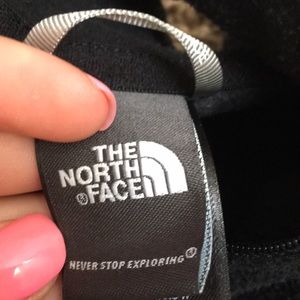 THE
NORTH
®FACE
NEVER STOP EXPLORING®